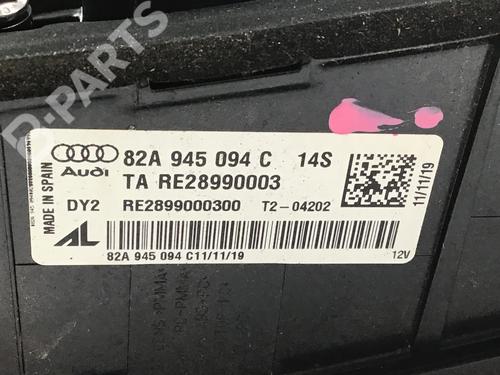 B-PARTS
MADE IN SPAIN
Audi
82A 945 094 C 14S
TA RE28990003
DY2 RE2899000300 T2-04202
11/11/19
AL
82A 945 094 C11/11/19
12V